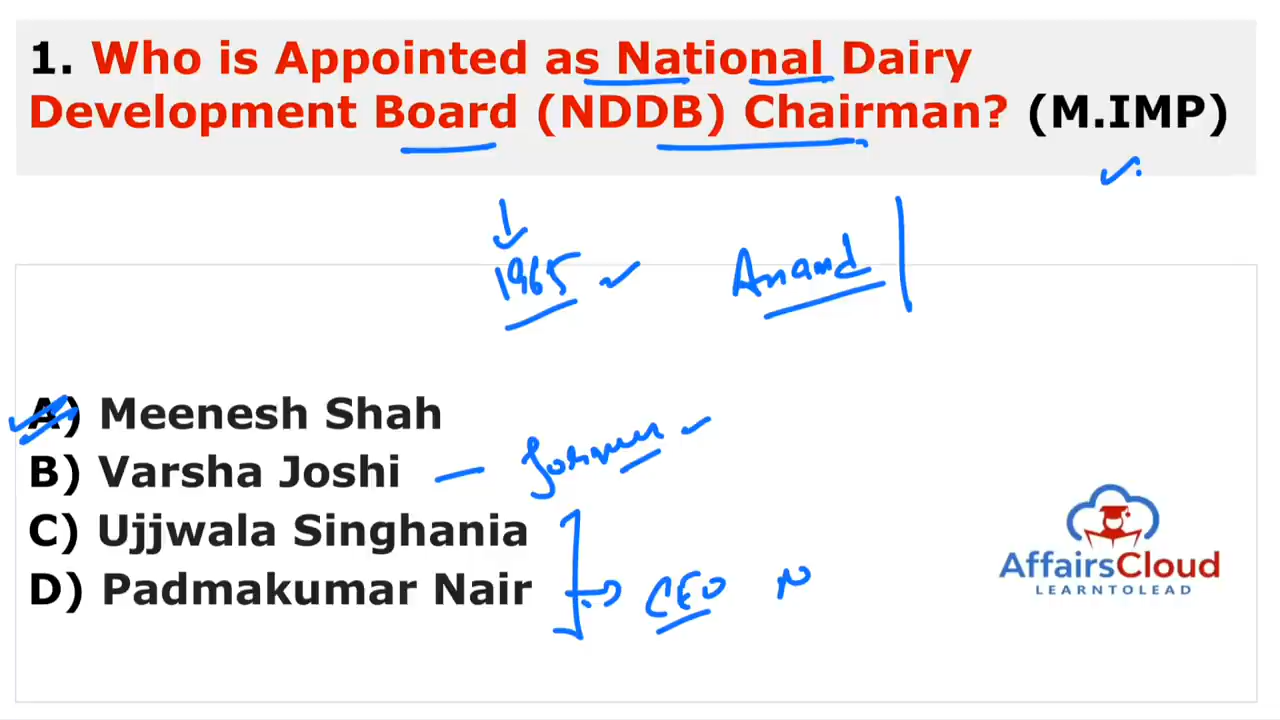 1. Who is Appointed as National Dairy
Development Board (NDDB) Chairman? (M.IMP)
1965 Anand
A) Meenesh Shah
B) Varsha Joshi – former
C) Ujjwala Singhania
D) Padmakumar Nair
CEO N
AffairsCloud
LEARNTOLEAD